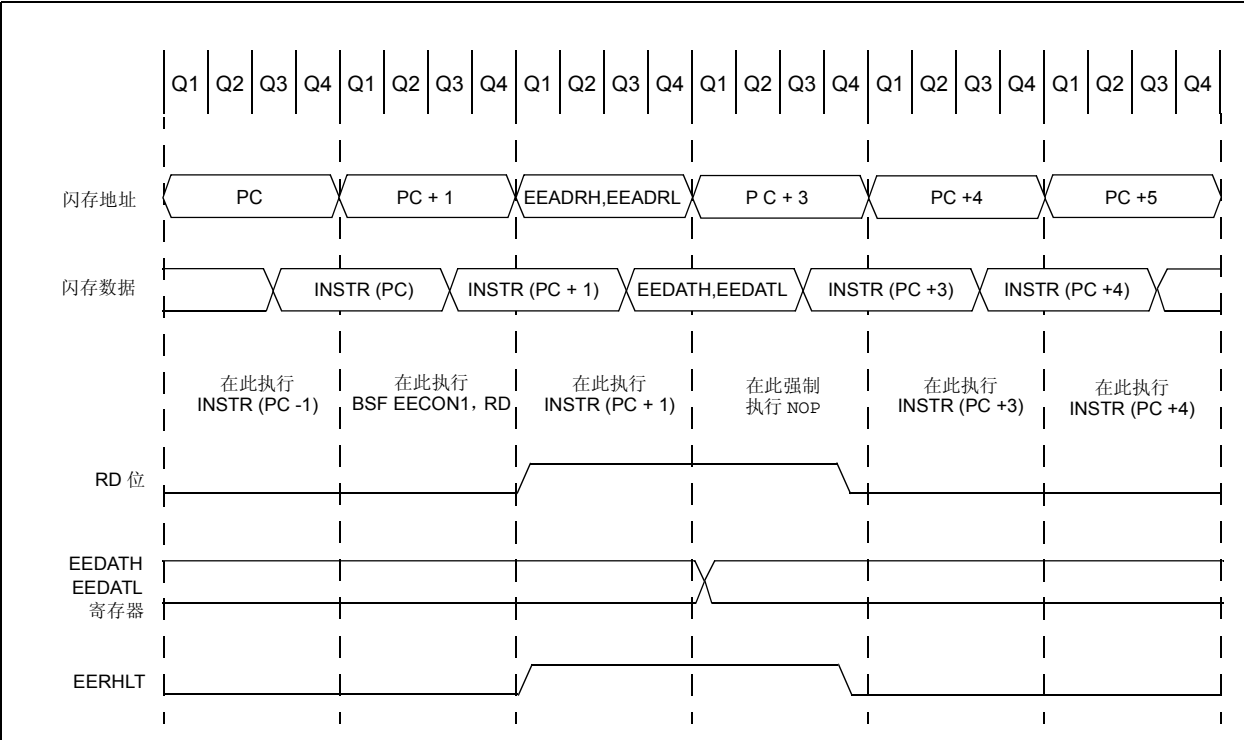 Q1 Q2 Q3 Q4 Q1 Q2 Q3 Q4 Q1 Q2 Q3 Q4 Q1 Q2 Q3 Q4 Q1 Q2 Q3 Q4 Q1 Q2 Q3 Q4
闪存地址 PC PC + 1 EEADRH,EEADRL P C + 3 PC +4 PC +5
闪存数据 INSTR (PC) INSTR (PC + 1) EEDATH,EEDATL INSTR (PC +3) INSTR (PC +4)
在此执行 在此执行 在此执行 在此强制 在此执行 在此执行
INSTR (PC -1) BSF EECON1，RD INSTR (PC + 1) 执行 NOP INSTR (PC +3) INSTR (PC +4)
RD 位
EEDATH
EEDATL
寄存器
EERHLT